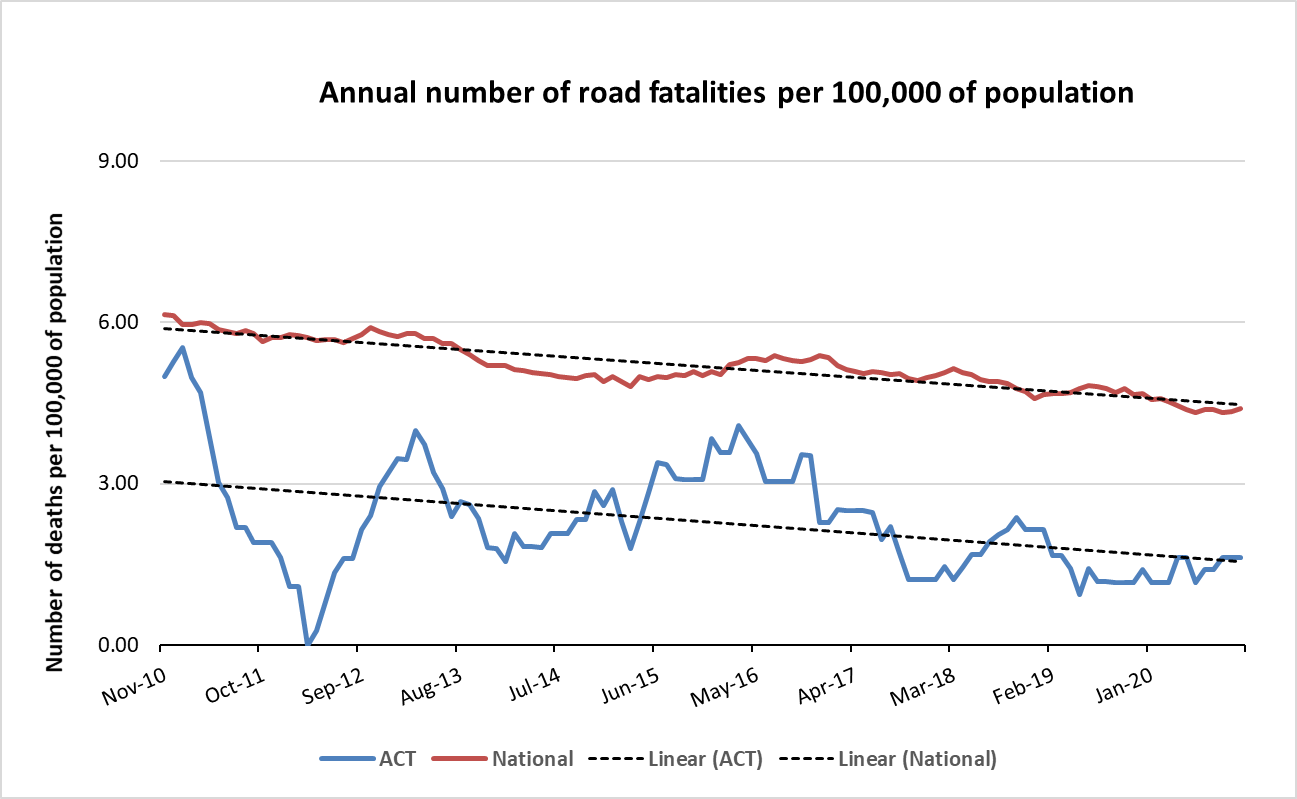 Annual number of road fatalities per 100,000 of population
Number of deaths per 100,000 of population
9.00
6.00
3.00
0.00
Nov-10 Oct-11 Sep-12 Aug-13 Jul-14 Jun-15 May-16 Apr-17 Mar-18 Feb-19 Jan-20
ACT National Linear (ACT) Linear (National)